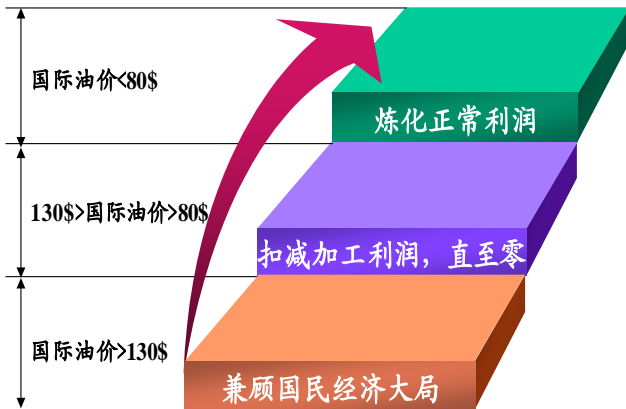 国际油价<80$
炼化正常利润
130$>国际油价>80$
扣减加工利润，直至零
国际油价>130$
兼顾国民经济大局